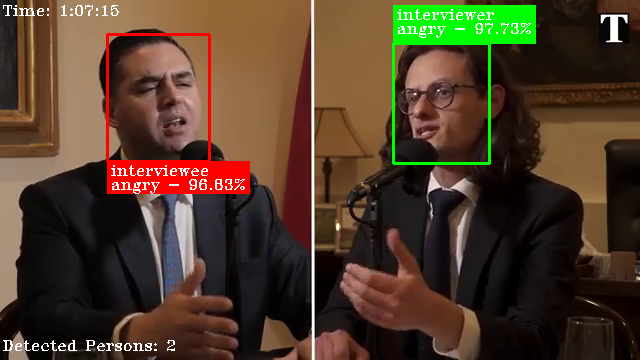 Time: 1:07:15
interviewer
angry - 97.73%
T
interviewee
angry - 96.83%
Detected Persons: 2